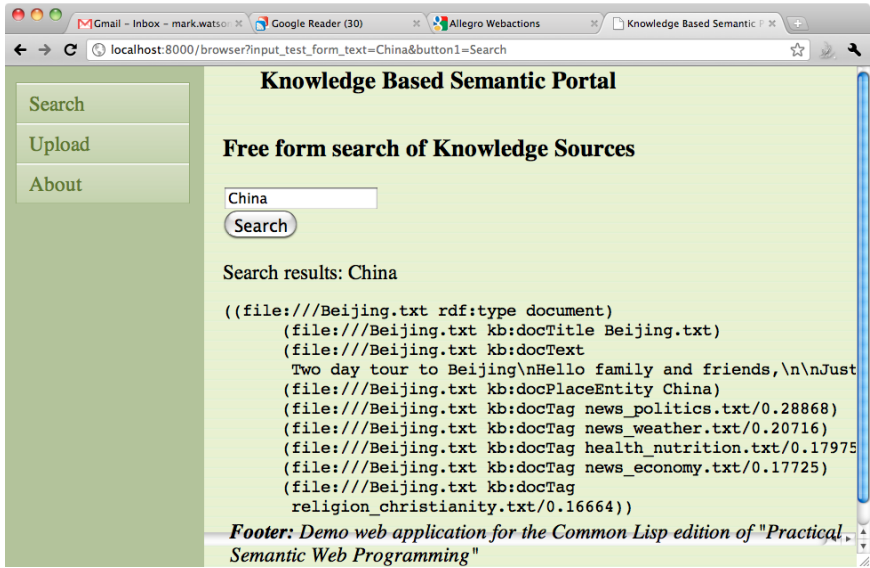 Gmail – Inbox – mark.watson
Google Reader (30)
Allegro Webactions
Knowledge Based Semantic P
localhost:8000/browser?input_test_form_text=China&button1=Search
Search
Upload
About
Knowledge Based Semantic Portal
Free form search of Knowledge Sources
China
Search
Search results: China
((file:///Beijing.txt rdf:type document)
(file:///Beijing.txt kb:docTitle Beijing.txt)
(file:///Beijing.txt kb:docText
Two day tour to Beijing\nHello family and friends,\n\nJust
(file:///Beijing.txt kb:docPlaceEntity China)
(file:///Beijing.txt kb:docTag news_politics.txt/0.28868)
(file:///Beijing.txt kb:docTag news_weather.txt/0.20716)
(file:///Beijing.txt kb:docTag health_nutrition.txt/0.17975
(file:///Beijing.txt kb:docTag news_economy.txt/0.17725)
(file:///Beijing.txt kb:docTag
religion_christianity.txt/0.16664))
Footer: Demo web application for the Common Lisp edition of "Practical
Semantic Web Programming"